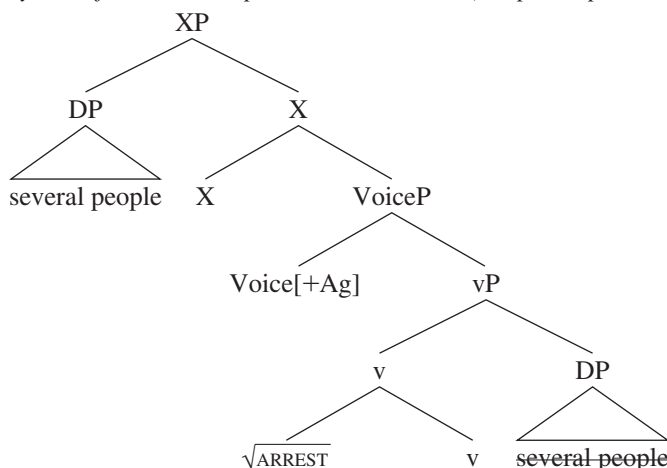 XP
DP X
several people X VoiceP
Voice[+Ag] vP
v DP
√ARREST v several people